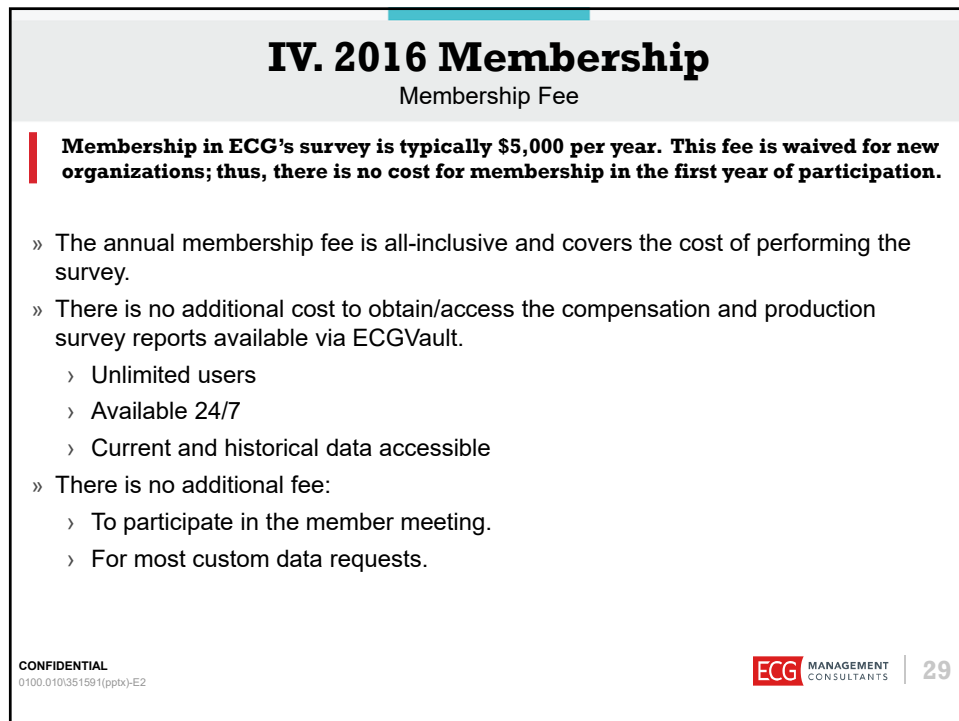 IV. 2016 Membership
Membership Fee
Membership in ECG’s survey is typically $5,000 per year. This fee is waived for new
organizations; thus, there is no cost for membership in the first year of participation.
» The annual membership fee is all-inclusive and covers the cost of performing the
survey.
» There is no additional cost to obtain/access the compensation and production
survey reports available via ECGVault.
› Unlimited users
› Available 24/7
› Current and historical data accessible
» There is no additional fee:
› To participate in the member meeting.
› For most custom data requests.
CONFIDENTIAL
0100.010\351591(pptx)-E2
ECG MANAGEMENT
CONSULTANTS
29